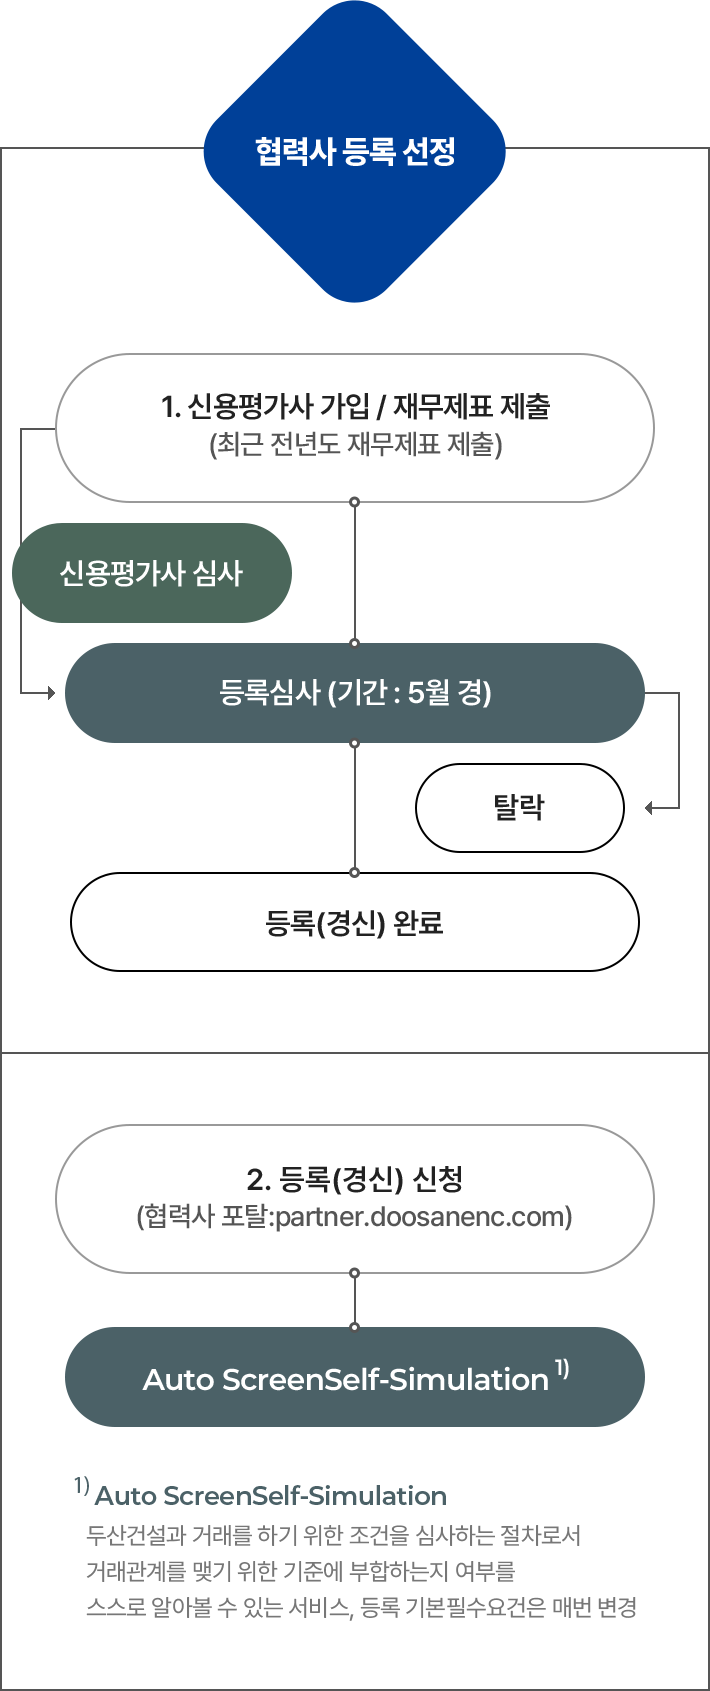 협력사 등록 선정
1. 신용평가사 가입 / 재무제표 제출
(최근 전년도 재무제표 제출)
신용평가사 심사
등록심사 (기간 : 5월 경)
탈락
등록(경신) 완료
2. 등록(경신) 신청
(협력사 포탈:partner.doosanenc.com)
Auto ScreenSelf-Simulation 1)
1) Auto ScreenSelf-Simulation
두산건설과 거래를 하기 위한 조건을 심사하는 절차로서
거래관계를 맺기 위한 기준에 부합하는지 여부를
스스로 알아볼 수 있는 서비스, 등록 기본필수요건은 매번 변경